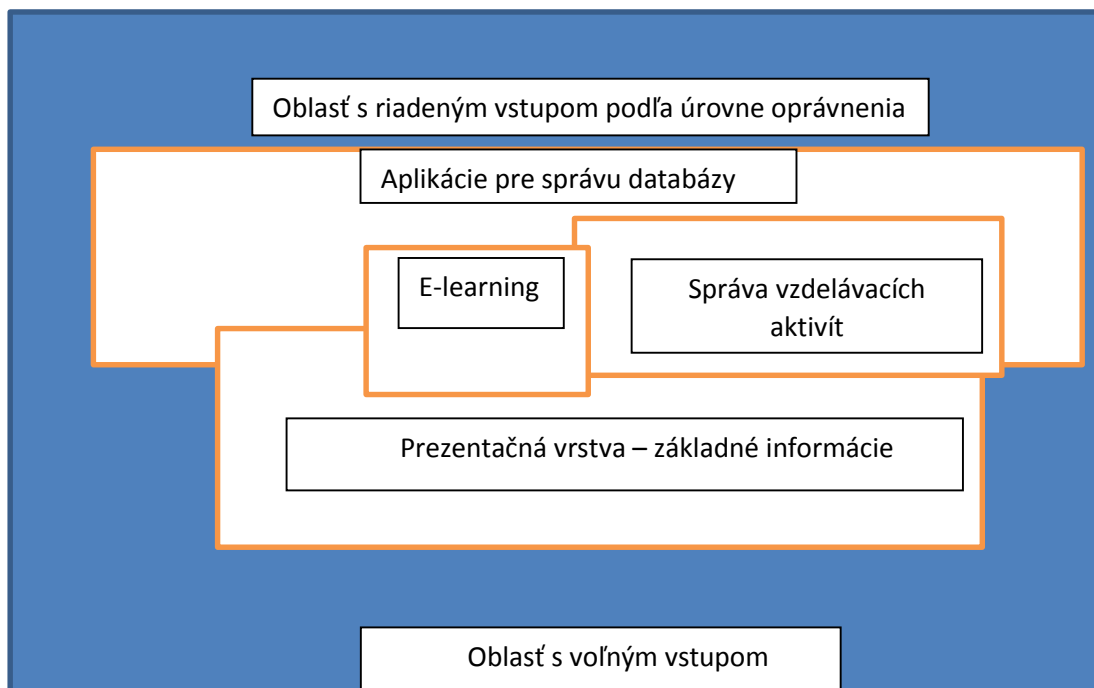 Oblasť s riadeným vstupom podľa úrovne oprávnenia
Aplikácie pre správu databázy
E-learning
Správa vzdelávacích
aktivít
Prezentačná vrstva – základné informácie
Oblasť s voľným vstupom